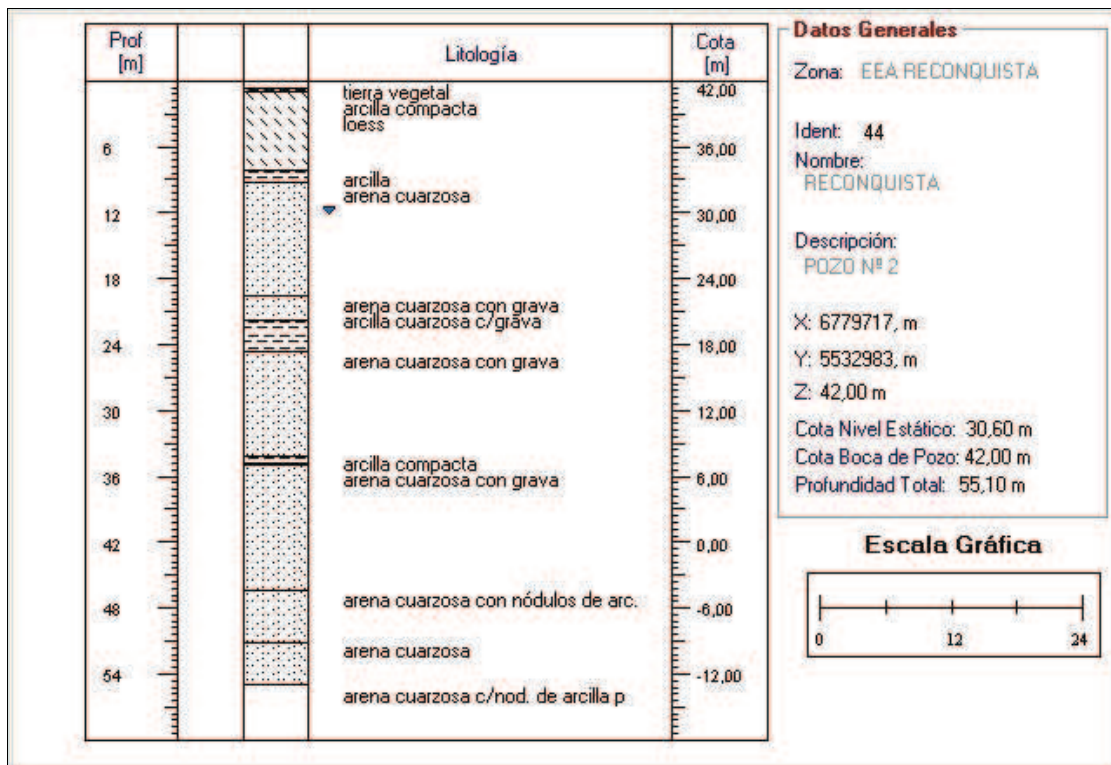 Prof
[m]
Litología
Cota
[m]
tierra vegetal
arcilla compacta
loess
arcilla
arena cuarzosa
arena cuarzosa con grava
arcilla cuarzosa c/grava
arena cuarzosa con grava
arcilla compacta
arena cuarzosa con grava
arena cuarzosa con nódulos de arc.
arena cuarzosa
arena cuarzosa c/nod. de arcilla p
6
12
18
24
30
36
42
48
54
42,00
36,00
30,00
24,00
18,00
12,00
6,00
0,00
-6,00
-12,00
Datos Generales
Zona: EEA RECONQUISTA
Ident: 44
Nombre:
RECONQUISTA
Descripción:
POZO Nº 2
X: 6779717, m
Y: 5532983, m
Z: 42,00 m
Cota Nivel Estático: 30,60 m
Cota Boca de Pozo: 42,00 m
Profundidad Total: 55,10 m
Escala Gráfica
0 12 24